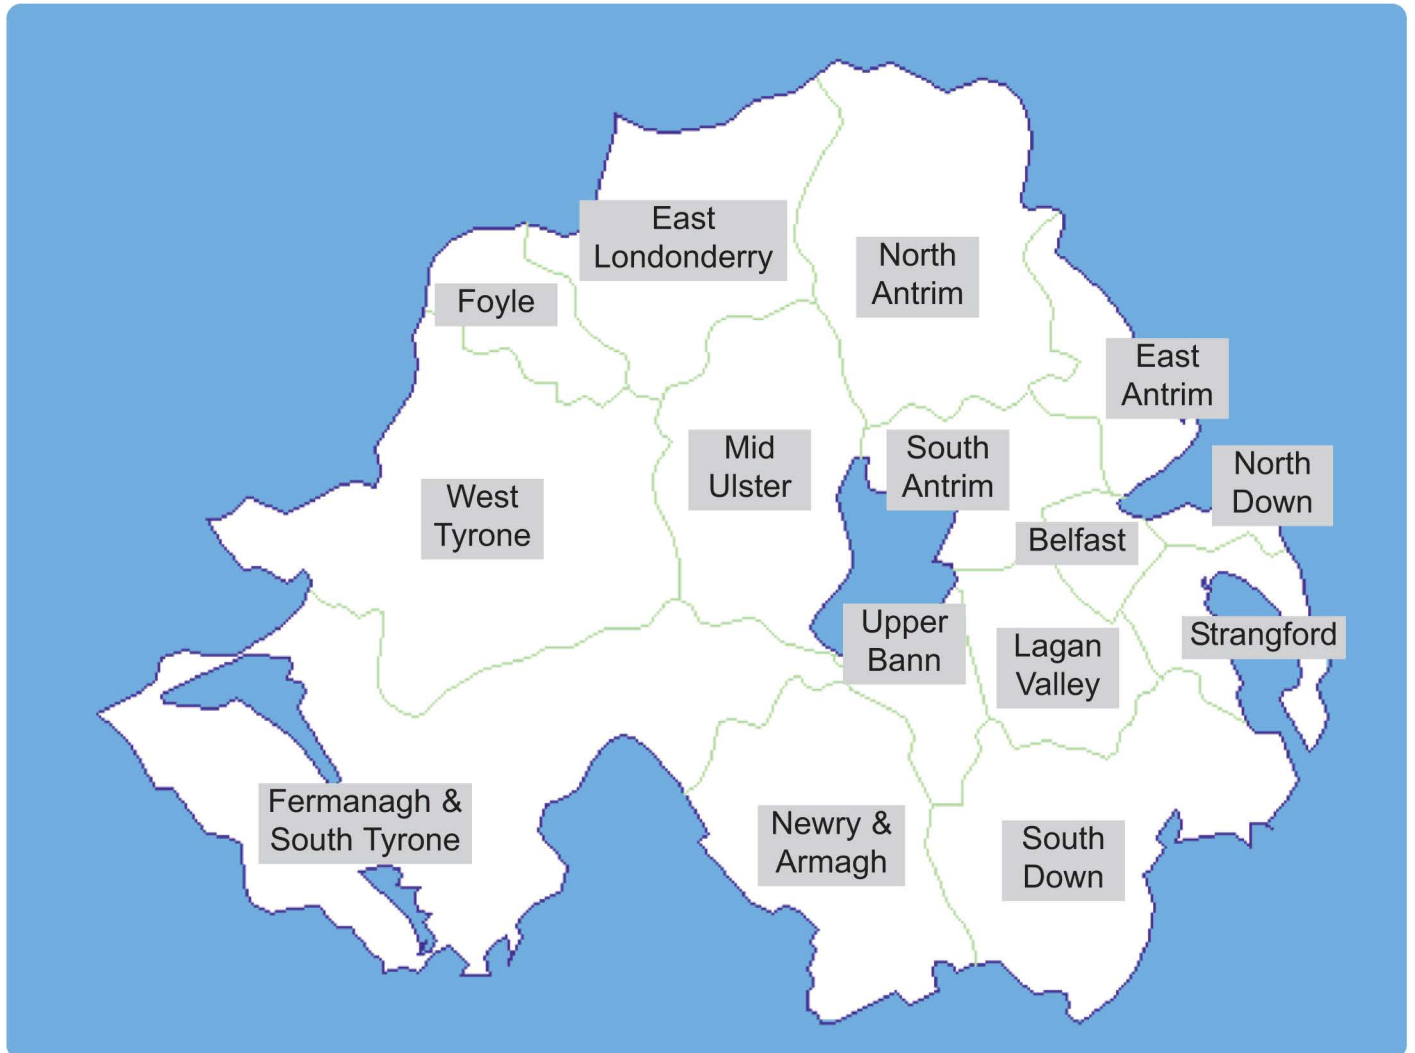 East
Londonderry
North
Antrim
Foyle
East
Antrim
Mid
Ulster
South
Antrim
North
Down
West
Tyrone
Belfast
Upper
Bann
Lagan
Valley
Strangford
Fermanagh &
South Tyrone
Newry &
Armagh
South
Down